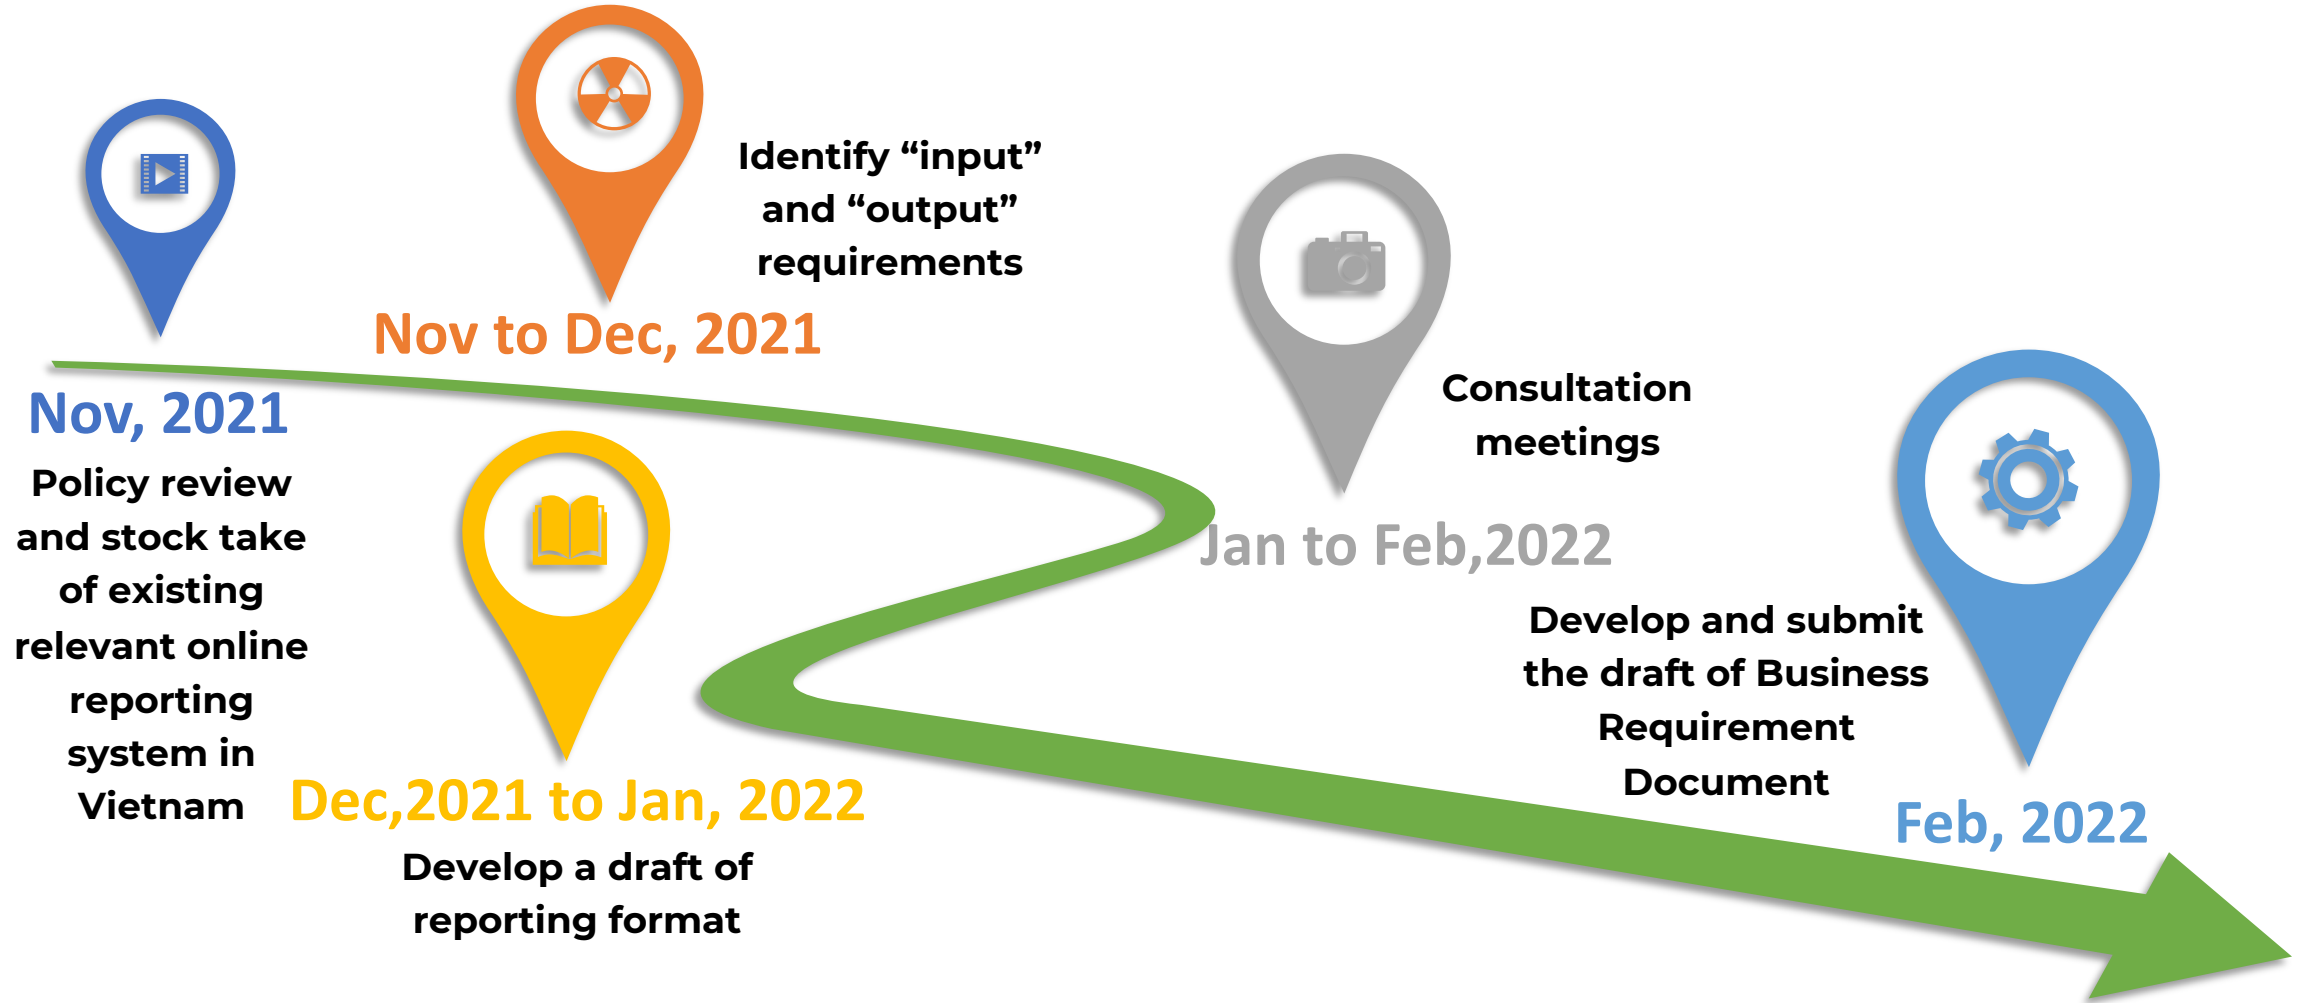 Nov, 2021
Policy review
and stock take
of existing
relevant online
reporting
system in
Vietnam
Identify “input”
and “output”
requirements
Nov to Dec, 2021
Dec,2021 to Jan, 2022
Develop a draft of
reporting format
Consultation
meetings
Jan to Feb,2022
Develop and submit
the draft of Business
Requirement
Document
Feb, 2022